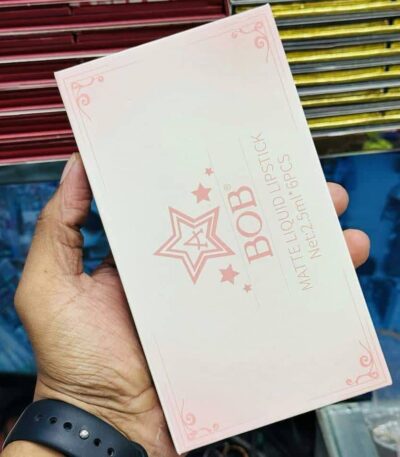 BOB®
MATTE LIQUID LIPSTICK
Net:2.5ml*6PCS